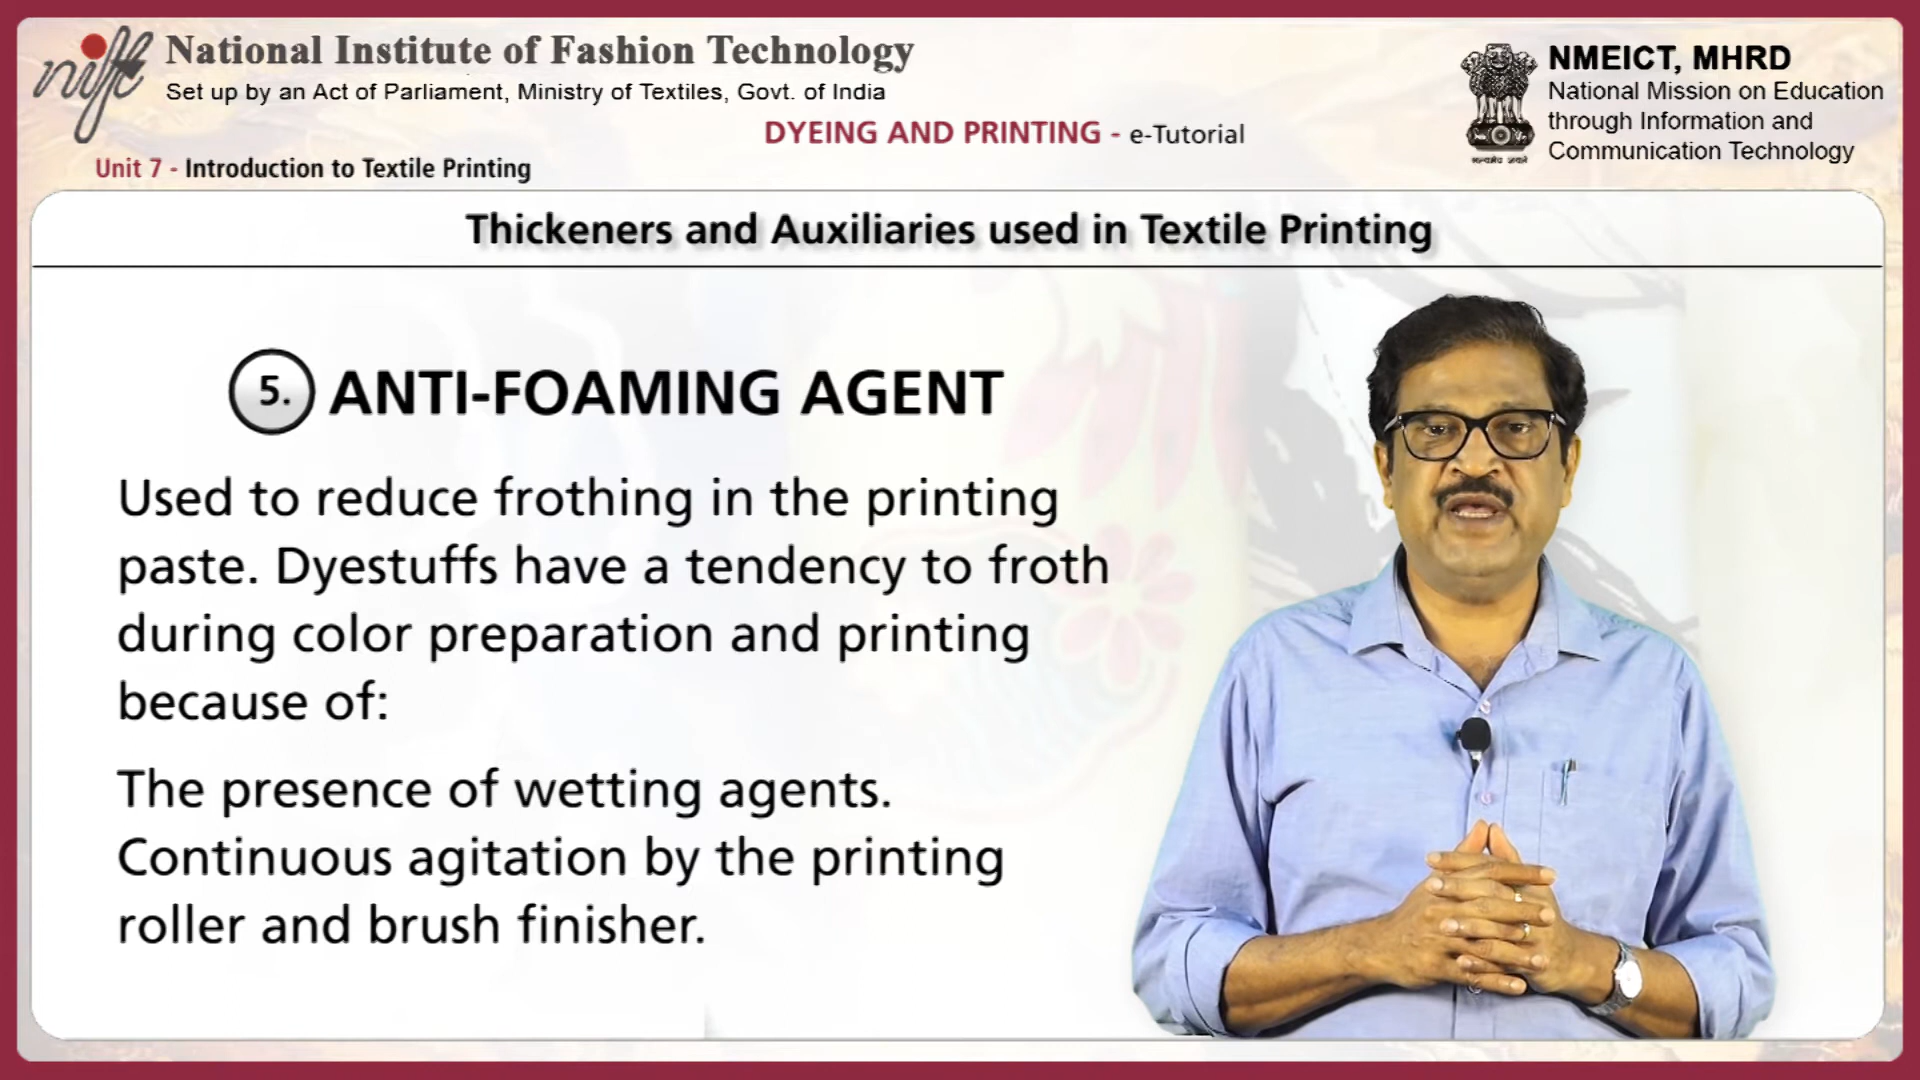 nift
National Institute of Fashion Technology
Set up by an Act of Parliament, Ministry of Textiles, Govt. of India
NMEICT, MHRD
National Mission on Education
through Information and
Communication Technology
सत्यमेव जयते
DYEING AND PRINTING - e-Tutorial
Unit 7 - Introduction to Textile Printing
Thickeners and Auxiliaries used in Textile Printing
5. ANTI-FOAMING AGENT
Used to reduce frothing in the printing
paste. Dyestuffs have a tendency to froth
during color preparation and printing
because of:
The presence of wetting agents.
Continuous agitation by the printing
roller and brush finisher.